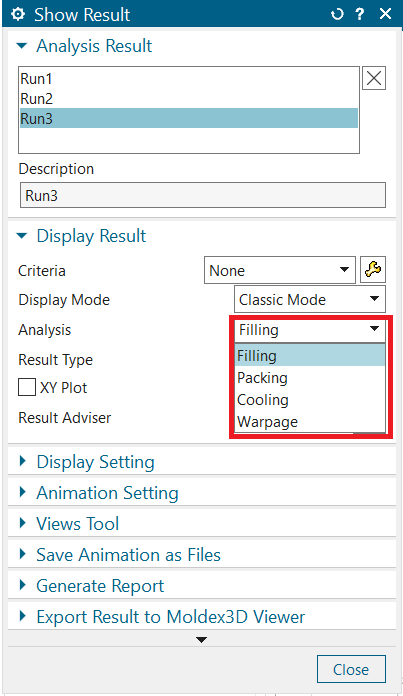 Show Result ?
Analysis Result
Run1
Run2
Run3
Description
Run3
Display Result
Criteria None
Display Mode Classic Mode
Analysis Filling
Filling
Result Type
Packing
XY Plot
Cooling
Result Adviser
Warpage
Display Setting
Animation Setting
Views Tool
Save Animation as Files
Generate Report
Export Result to Moldex3D Viewer
Close